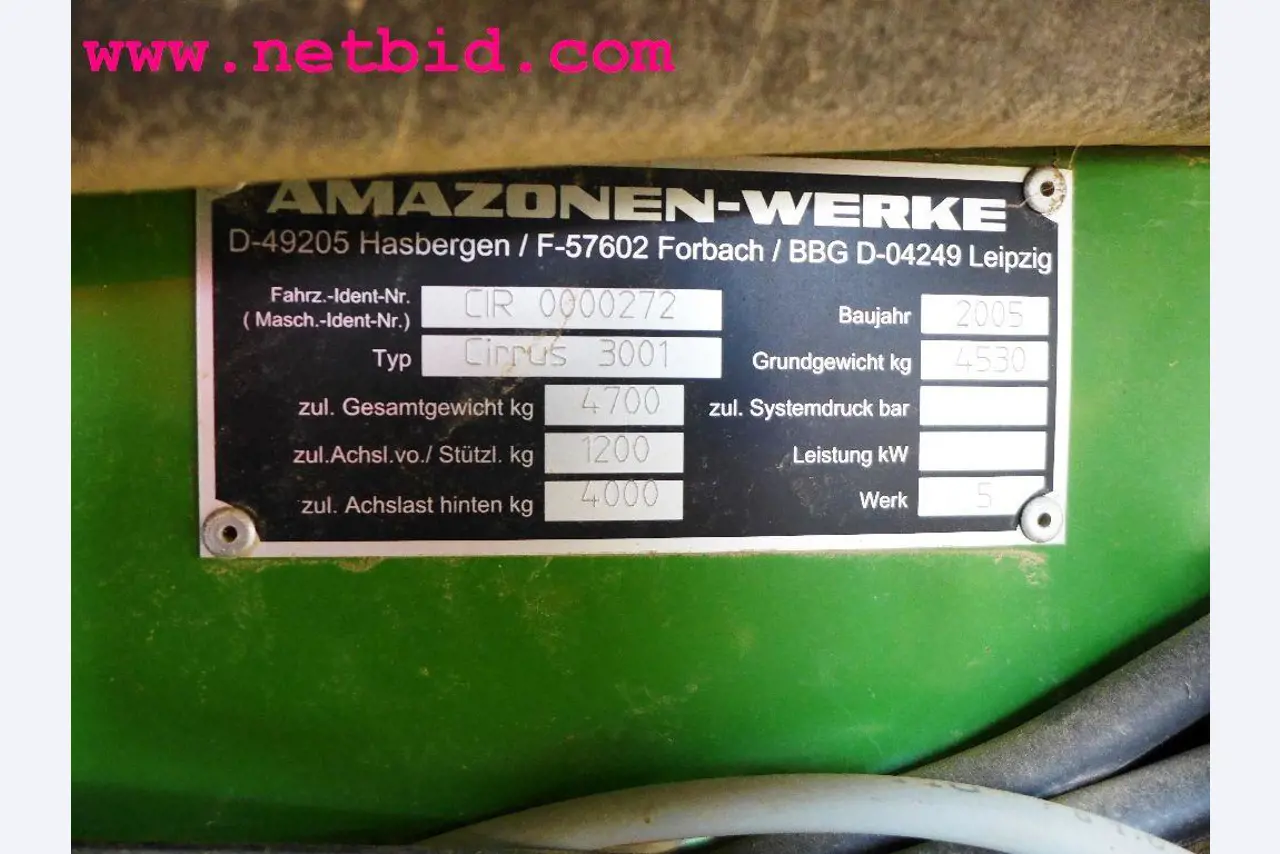 www.netbid.com
AMAZONEN-WERKE
D-49205 Hasbergen / F-57602 Forbach / BBG D-04249 Leipzig
Fahrz.-Ident-Nr.
( Masch.-Ident-Nr.) CIR 0000272
Baujahr 2005
Typ Cirrus 3001
Grundgewicht kg 4530
zul. Gesamtgewicht kg 4700
zul. Systemdruck bar
zul.Achsl.vo./ Stützl. kg 1200
Leistung kW
zul. Achslast hinten kg 4000
Werk 5